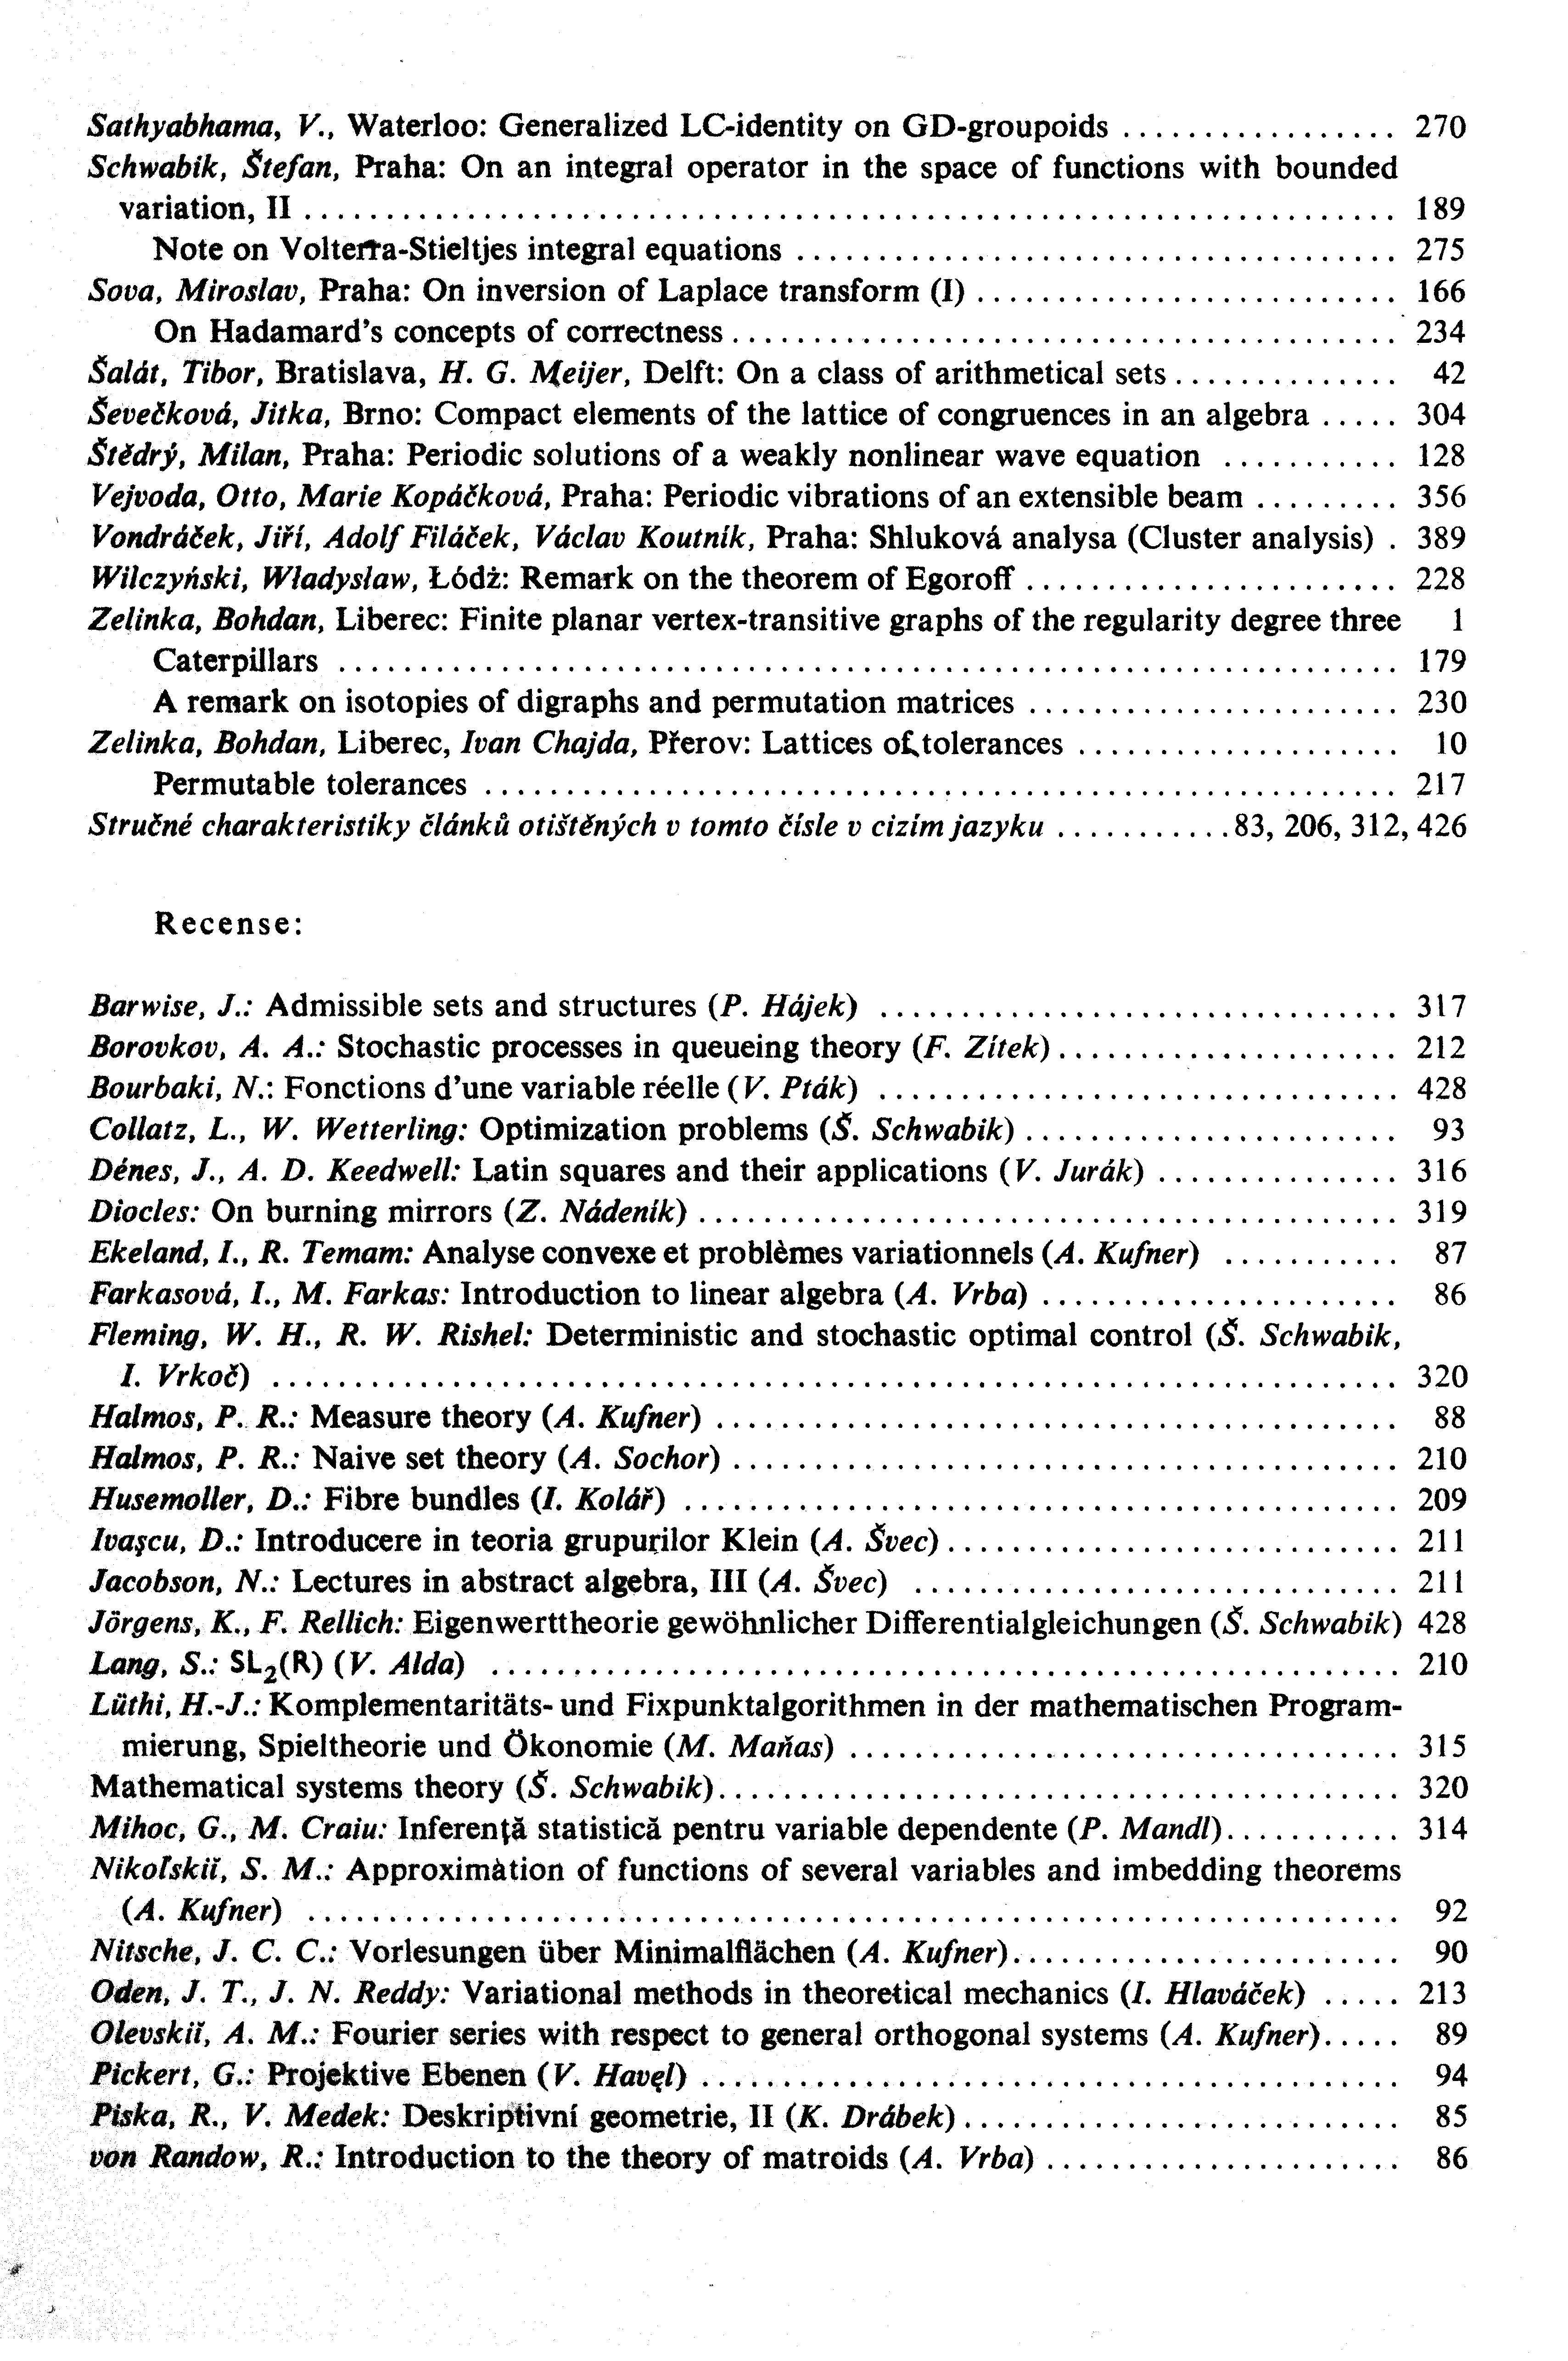 Sathyabhama, V., Waterloo: Generalized LC-identity on GD-groupoids ................. 270
Schwabik, Štefan, Praha: On an integral operator in the space of functions with bounded
variation, II .................................................................... 189
Note on Volterra-Stieltjes integral equations ..................................... 275
Sova, Miroslav, Praha: On inversion of Laplace transform (I) .......................... 166
On Hadamard's concepts of correctness ......................................... 234
Šalát, Tibor, Bratislava, H. G. Meijer, Delft: On a class of arithmetical sets .............. 42
Ševečková, Jitka, Brno: Compact elements of the lattice of congruences in an algebra ..... 304
Štědrý, Milan, Praha: Periodic solutions of a weakly nonlinear wave equation ........... 128
Vejvoda, Otto, Marie Kopáčková, Praha: Periodic vibrations of an extensible beam ......... 356
Vondráček, Jiří, Adolf Filáček, Václav Koutník, Praha: Shluková analysa (Cluster analysis) . 389
Wilczyński, Wladyslaw, Łódż: Remark on the theorem of Egoroff ....................... 228
Zelinka, Bohdan, Liberec: Finite planar vertex-transitive graphs of the regularity degree three 1
Caterpillars .................................................................. 179
A remark on isotopies of digraphs and permutation matrices ....................... 230
Zelinka, Bohdan, Liberec, Ivan Chajda, Přerov: Lattices of tolerances .................... 10
Permutable tolerances ......................................................... 217
Stručné charakteristiky článků otištěných v tomto čísle v cizím jazyku ........... 83, 206, 312, 426
Recense:
Barwise, J.: Admissible sets and structures (P. Hájek) ................................ 317
Borovkov, A. A.: Stochastic processes in queueing theory (F. Zítek) ..................... 212
Bourbaki, N.: Fonctions d'une variable réelle (V. Pták) ................................ 428
Collatz, L., W. Wetterling: Optimization problems (Š. Schwabik) ....................... 93
Dénes, J., A. D. Keedwell: Latin squares and their applications (V. Jurák) ............... 316
Diocles: On burning mirrors (Z. Nádeník) ........................................... 319
Ekeland, I., R. Temam: Analyse convexe et problèmes variationnels (A. Kufner) ........... 87
Farkasová, I., M. Farkas: Introduction to linear algebra (A. Vrba) ...................... 86
Fleming, W. H., R. W. Rishel: Deterministic and stochastic optimal control (Š. Schwabik,
I. Vrkoč) ...................................................................... 320
Halmos, P. R.: Measure theory (A. Kufner) .......................................... 88
Halmos, P. R.: Naive set theory (A. Sochor) ......................................... 210
Husemoller, D.: Fibre bundles (I. Kolář) ............................................ 209
Ivaşcu, D.: Introducere in teoria grupurilor Klein (A. Švec) ............................ 211
Jacobson, N.: Lectures in abstract algebra, III (A. Švec) .............................. 211
Jörgens, K., F. Rellich: Eigenwerttheorie gewöhnlicher Differentialgleichungen (Š. Schwabik) 428
Lang, S.: SL₂(R) (V. Alda) ........................................................ 210
Lüthi, H.-J.: Komplementaritäts- und Fixpunktalgorithmen in der mathematischen Program-
mierung, Spieltheorie und Ökonomie (M. Maňas) .................................. 315
Mathematical systems theory (Š. Schwabik) .......................................... 320
Mihoc, G., M. Craiu: Inferenţă statistică pentru variable dependente (P. Mandl) ........... 314
Nikoľskiĭ, S. M.: Approximation of functions of several variables and imbedding theorems
(A. Kufner) .................................................................... 92
Nitsche, J. C. C.: Vorlesungen über Minimalflächen (A. Kufner) ........................ 90
Oden, J. T., J. N. Reddy: Variational methods in theoretical mechanics (I. Hlaváček) ..... 213
Olevskiĭ, A. M.: Fourier series with respect to general orthogonal systems (A. Kufner) ..... 89
Pickert, G.: Projektive Ebenen (V. Havel) ........................................... 94
Piska, R., V. Medek: Deskriptivní geometrie, II (K. Drábek) ........................... 85
von Randow, R.: Introduction to the theory of matroids (A. Vrba) ...................... 86